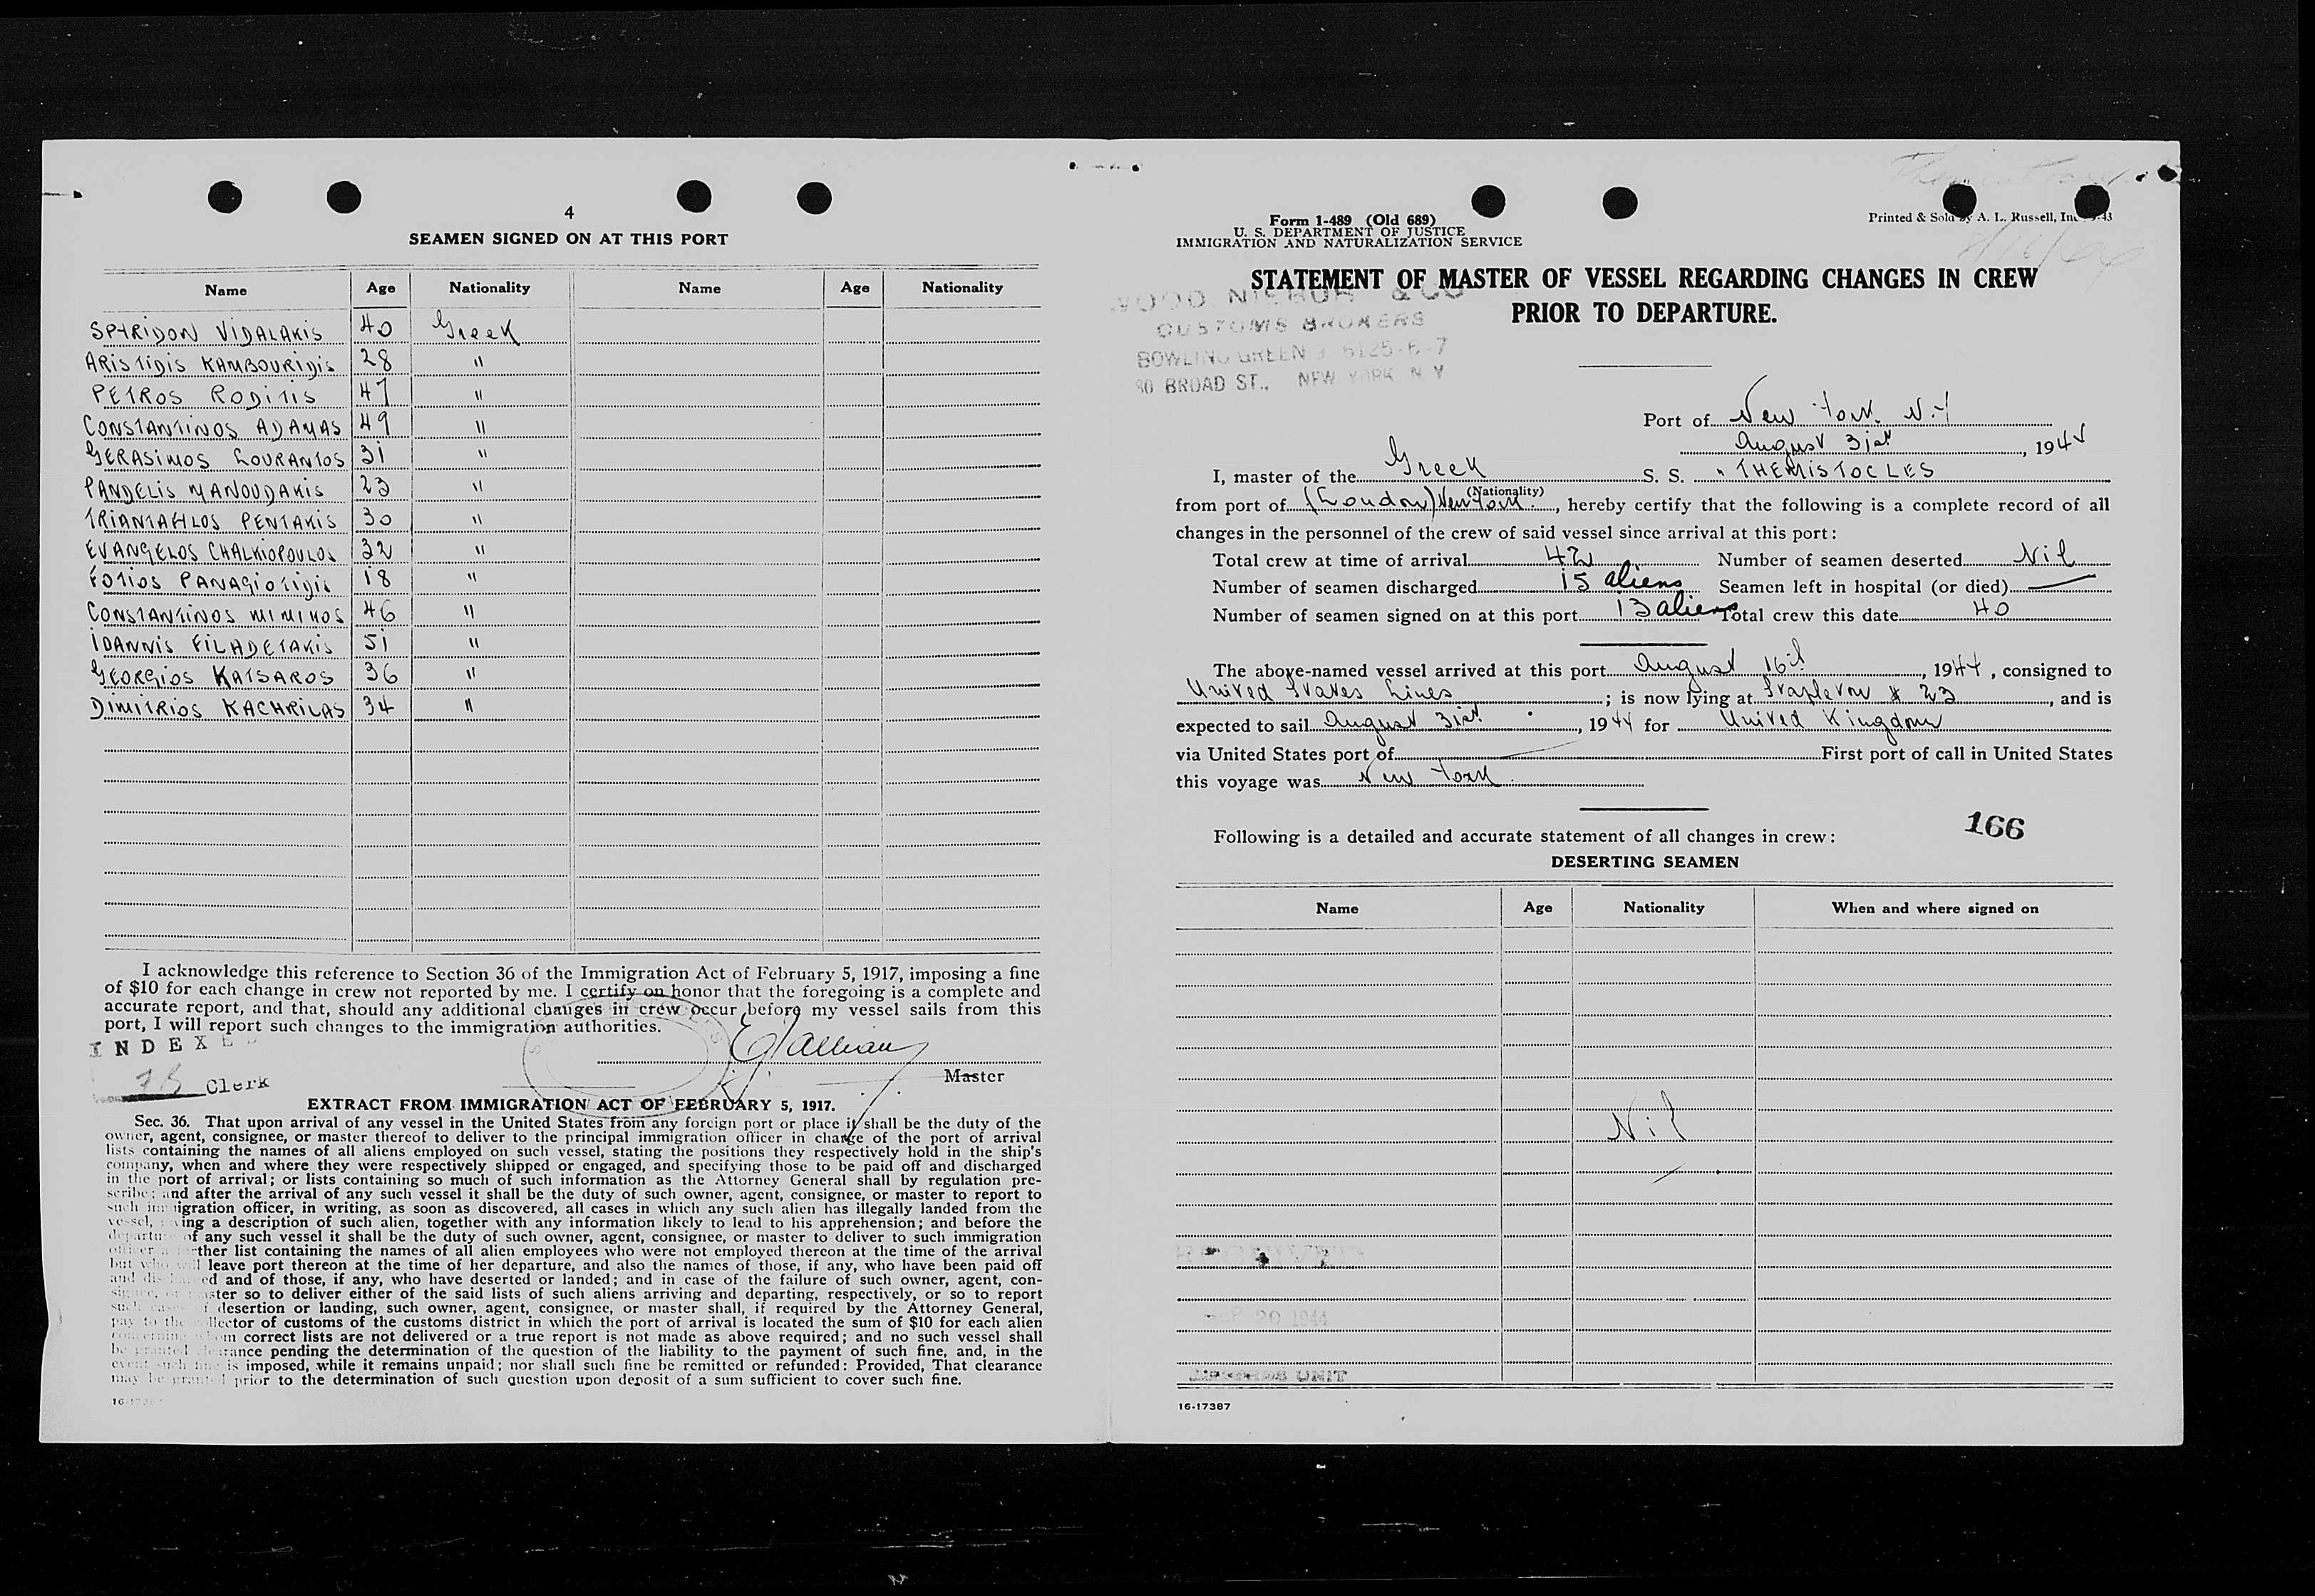 4
SEAMEN SIGNED ON AT THIS PORT
Name Age Nationality Name Age Nationality
SPYRIDON VIDALAKIS 40 Greek
ARISTIDIS KAMBOURIDIS 28 "
PETROS RODITIS 47 "
CONSTANTINOS ADAMAS 49 "
GERASIMOS LOURANTOS 31 "
PANDELIS MANOUDAKIS 23 "
TRIANTAFILOS PENTAKIS 30 "
EVANGELOS CHALKIOPOULOS 32 "
FOTIOS PANAGIOTIDIS 18 "
CONSTANTINOS MIMIKOS 46 "
IOANNIS FILADETAKIS 51 "
GEORGIOS KATSAROS 36 "
DIMITRIOS KACHRILAS 34 "
I acknowledge this reference to Section 36 of the Immigration Act of February 5, 1917, imposing a fine
of $10 for each change in crew not reported by me. I certify on honor that the foregoing is a complete and
accurate report, and that, should any additional changes in crew occur before my vessel sails from this
port, I will report such changes to the immigration authorities.
INDEXED
Clerk
Master
EXTRACT FROM IMMIGRATION ACT OF FEBRUARY 5, 1917.
Sec. 36. That upon arrival of any vessel in the United States from any foreign port or place it shall be the duty of the
owner, agent, consignee, or master thereof to deliver to the principal immigration officer in charge of the port of arrival
lists containing the names of all aliens employed on such vessel, stating the positions they respectively hold in the ship's
company, when and where they were respectively shipped or engaged, and specifying those to be paid off and discharged
in the port of arrival; or lists containing so much of such information as the Attorney General shall by regulation pre-
scribe; and after the arrival of any such vessel it shall be the duty of such owner, agent, consignee, or master to report to
such immigration officer, in writing, as soon as discovered, all cases in which any such alien has illegally landed from the
vessel, giving a description of such alien, together with any information likely to lead to his apprehension; and before the
departure of any such vessel it shall be the duty of such owner, agent, consignee, or master to deliver to such immigration
officer a further list containing the names of all alien employees who were not employed thereon at the time of the arrival
but who will leave port thereon at the time of her departure, and also the names of those, if any, who have been paid off
and discharged and of those, if any, who have deserted or landed; and in case of the failure of such owner, agent, con-
signee, or master so to deliver either of the said lists of such aliens arriving and departing, respectively, or so to report
such cases of desertion or landing, such owner, agent, consignee, or master shall, if required by the Attorney General,
pay to the collector of customs of the customs district in which the port of arrival is located the sum of $10 for each alien
concerning whom correct lists are not delivered or a true report is not made as above required; and no such vessel shall
be granted clearance pending the determination of the question of the liability to the payment of such fine, and, in the
event such fine is imposed, while it remains unpaid; nor shall such fine be remitted or refunded: Provided, That clearance
may be granted prior to the determination of such question upon deposit of a sum sufficient to cover such fine.
Form 1-489 (Old 689)
U. S. DEPARTMENT OF JUSTICE
IMMIGRATION AND NATURALIZATION SERVICE
Printed & Sold by A. L. Russell, Inc. 9-43
STATEMENT OF MASTER OF VESSEL REGARDING CHANGES IN CREW
PRIOR TO DEPARTURE.
WOOD NIEBUHR & CO
CUSTOMS BROKERS
BOWLING GREEN 9 6125-6-7
80 BROAD ST., NEW YORK N Y
Port of New York. N.Y
August 31st, 1944
I, master of the Greek S. S. "THEMISTOCLES
(Nationality)
from port of (London) New York., hereby certify that the following is a complete record of all
changes in the personnel of the crew of said vessel since arrival at this port:
Total crew at time of arrival 42 Number of seamen deserted Nil
Number of seamen discharged 15 aliens Seamen left in hospital (or died)
Number of seamen signed on at this port 13 aliens Total crew this date 40
The above-named vessel arrived at this port August 16th, 1944, consigned to
United States Lines; is now lying at Stapleton # 23, and is
expected to sail August 31st, 1944 for United Kingdom
via United States port of First port of call in United States
this voyage was New York
166
Following is a detailed and accurate statement of all changes in crew:
DESERTING SEAMEN
Name Age Nationality When and where signed on
Nil
RECEIVED
SEP 20 1944
RECORDS UNIT
16-17387